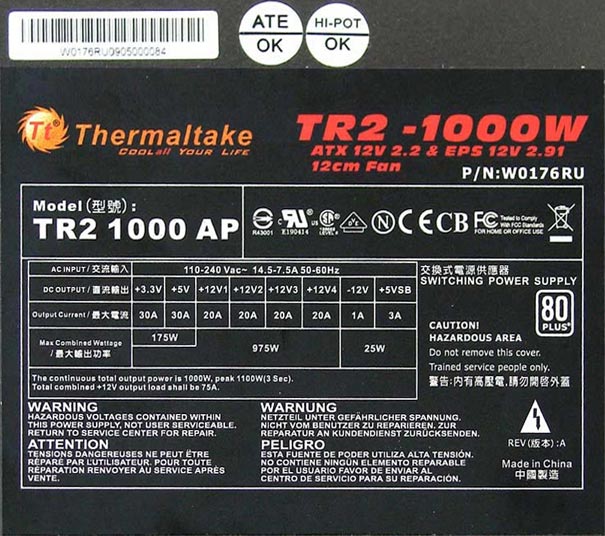 W0176RU0905000084
ATE
OK
HI-POT
OK
Tt®
Thermaltake
COOL all YOUR LIFE
TR2 -1000W
ATX 12V 2.2 & EPS 12V 2.91
12cm Fan
P/N:W0176RU
Model (型號) :
TR2 1000 AP
R43001
E190414
US
N
CE
CB
FC
Tested to Comply
With FCC Standards
FOR HOME OR OFFICE USE
AC INPUT / 交流輸入 110-240 Vac~ 14.5-7.5A 50-60Hz
DC OUTPUT / 直流輸出 +3.3V +5V +12V1 +12V2 +12V3 +12V4 -12V +5VSB
Output Current / 最大電流 30A 30A 20A 20A 20A 20A 1A 3A
Max Combined Wattage
/ 最大輸出功率
175W
975W
25W
The continuous total output power is 1000W, peak 1100W(3 Sec).
Total combined +12V output load shall be 75A.
交換式電源供應器
SWITCHING POWER SUPPLY
80
PLUS®
CAUTION!
HAZARDOUS AREA
Do not remove this cover.
Trained service people only.
警告:内有高壓電,請勿開啓外蓋
WARNING
HAZARDOUS VOLTAGES CONTAINED WITHIN
THIS POWER SUPPLY, NOT USER SERVICEABLE.
RETURN TO SERVICE CENTER FOR REPAIR.
ATTENTION
TENSIONS DANGEREUSES NE PEUT ÊTRE
RÉPARÉ PAR L'UTILISATEUR. POUR TOUTE
RÉPARATION RENVOYER AU SERVICE APRÈS
VENTE.
WARNUNG
NETZTEIL UNTER GEFÄHRLICHER SPANNUNG.
NICHT VOM BENUTZER ZU REPARIEREN. ZUR
REPARATUR AN KUNDENDIENST ZURÜCKSENDEN.
PELIGRO
ESTA FUENTE DE PODER UTILIZA ALTA TENSIÓN.
NO CONTIENE NINGÚN ELEMENTO REPARABLE
POR EL USUARIO FAVOR DE ENVIAR AL
CENTRO DE SERVICIO PARA SU REPARACIÓN.
REV (版本) :A
Made in China
中國製造